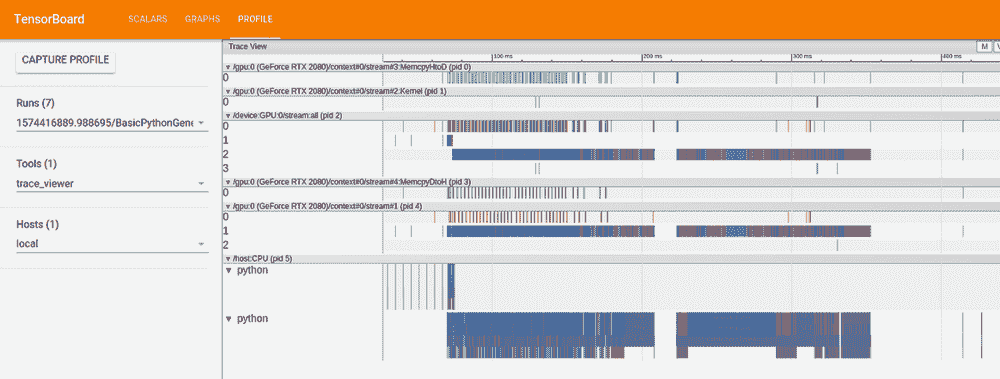 TensorBoard SCALARS GRAPHS PROFILE
CAPTURE PROFILE
Runs (7)
1574416889.988695/BasicPythonGene
Tools (1)
trace_viewer
Hosts (1)
local
Trace View
M
100 ms 200 ms 300 ms 400 ms
/gpu:0 (GeForce RTX 2080)/context#0/stream#3:MemcpyHtoD (pid 0)
0
/gpu:0 (GeForce RTX 2080)/context#0/stream#2:Kernel (pid 1)
0
/device:GPU:0/stream:all (pid 2)
0
1
2
3
/gpu:0 (GeForce RTX 2080)/context#0/stream#4:MemcpyDtoH (pid 3)
0
/gpu:0 (GeForce RTX 2080)/context#0/stream#1 (pid 4)
0
1
2
/host:CPU (pid 5)
python
python